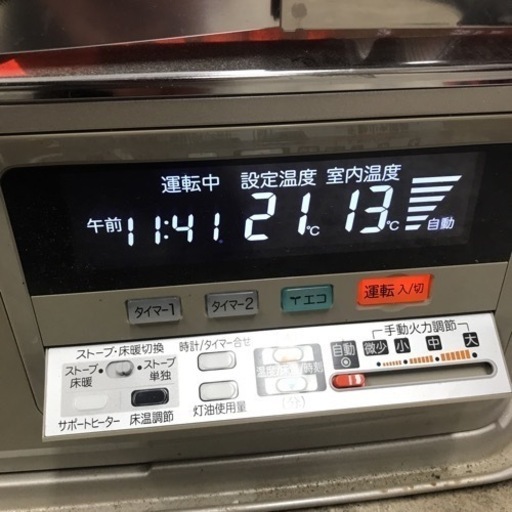 運転中 設定温度 室内温度
午前 11:41 21℃ 13℃ 自動
タイマー1 タイマー2 エコ 運転 入/切
ストーブ・床暖切換
ストーブ・床暖 ストーブ単独
サポートヒーター 床温調節
時計/タイマー合せ
灯油使用量
手動火力調節
自動 微少 小 中 大